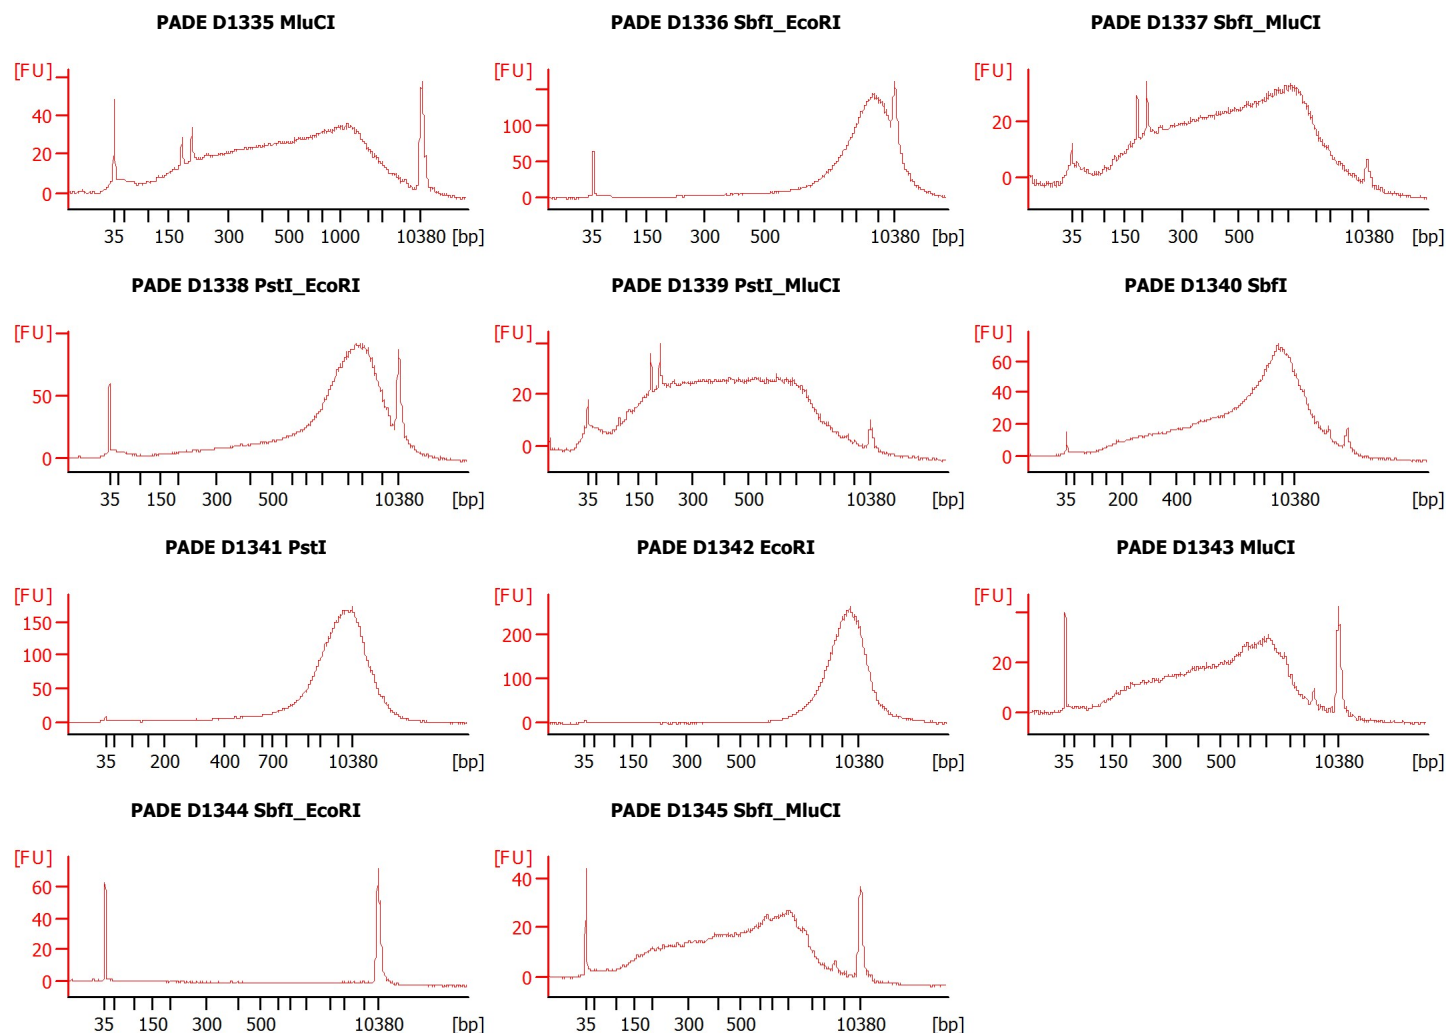 PADE D1335 MluCI
[FU]
40
20
0
35 150 300 500 1000 10380 [bp]
PADE D1336 SbfI_EcoRI
[FU]
100
50
0
35 150 300 500 10380 [bp]
PADE D1337 SbfI_MluCI
[FU]
20
0
35 150 300 500 10380 [bp]
PADE D1338 PstI_EcoRI
[FU]
50
0
35 150 300 500 10380 [bp]
PADE D1339 PstI_MluCI
[FU]
20
0
35 150 300 500 10380 [bp]
PADE D1340 SbfI
[FU]
60
40
20
0
35 200 400 10380 [bp]
PADE D1341 PstI
[FU]
150
100
50
0
35 200 400 700 10380 [bp]
PADE D1342 EcoRI
[FU]
200
100
0
35 150 300 500 10380 [bp]
PADE D1343 MluCI
[FU]
20
0
35 150 300 500 10380 [bp]
PADE D1344 SbfI_EcoRI
[FU]
60
40
20
0
35 150 300 500 10380 [bp]
PADE D1345 SbfI_MluCI
[FU]
40
20
0
35 150 300 500 10380 [bp]